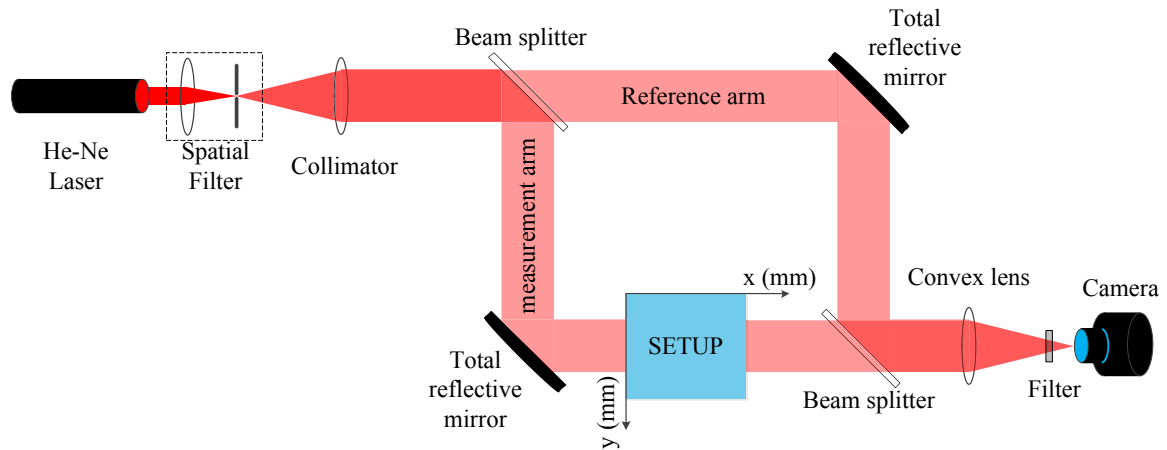 Beam splitter
Total
reflective
mirror
Reference arm
He-Ne
Laser
Spatial
Filter
Collimator
measurement arm
x (mm)
Convex lens
Camera
SETUP
Total
reflective
mirror
y (mm)
Beam splitter
Filter